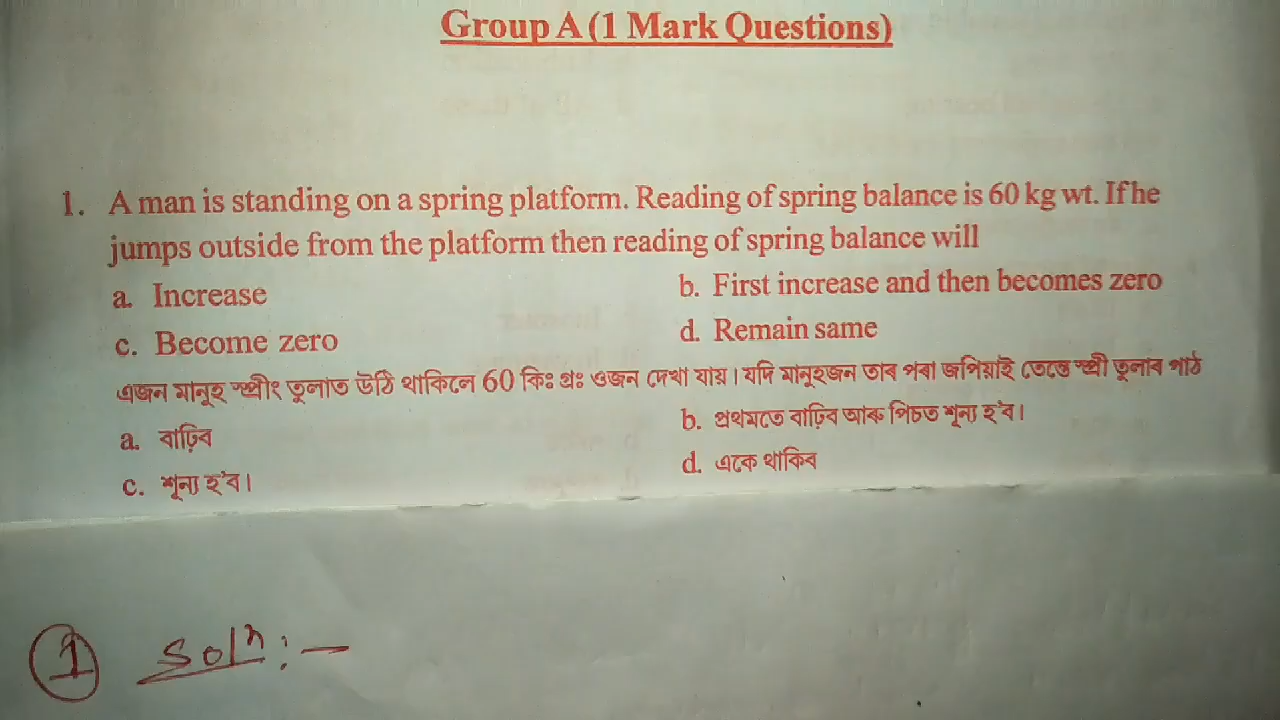 Group A (1 Mark Questions)
1. A man is standing on a spring platform. Reading of spring balance is 60 kg wt. If he
jumps outside from the platform then reading of spring balance will
a. Increase
b. First increase and then becomes zero
c. Become zero
d. Remain same
এজন মানুহ স্প্ৰীং তুলাত উঠি থাকিলে 60 কিঃ গ্ৰঃ ওজন দেখা যায়। যদি মানুহজন তাৰ পৰা জপিয়াই তেন্তে স্প্ৰী তুলাৰ পাঠ
a. বাঢ়িব
b. প্ৰথমতে বাঢ়িব আৰু পিচত শূন্য হ'ব।
c. শূন্য হ'ব।
d. একে থাকিব
1 Solⁿ:-